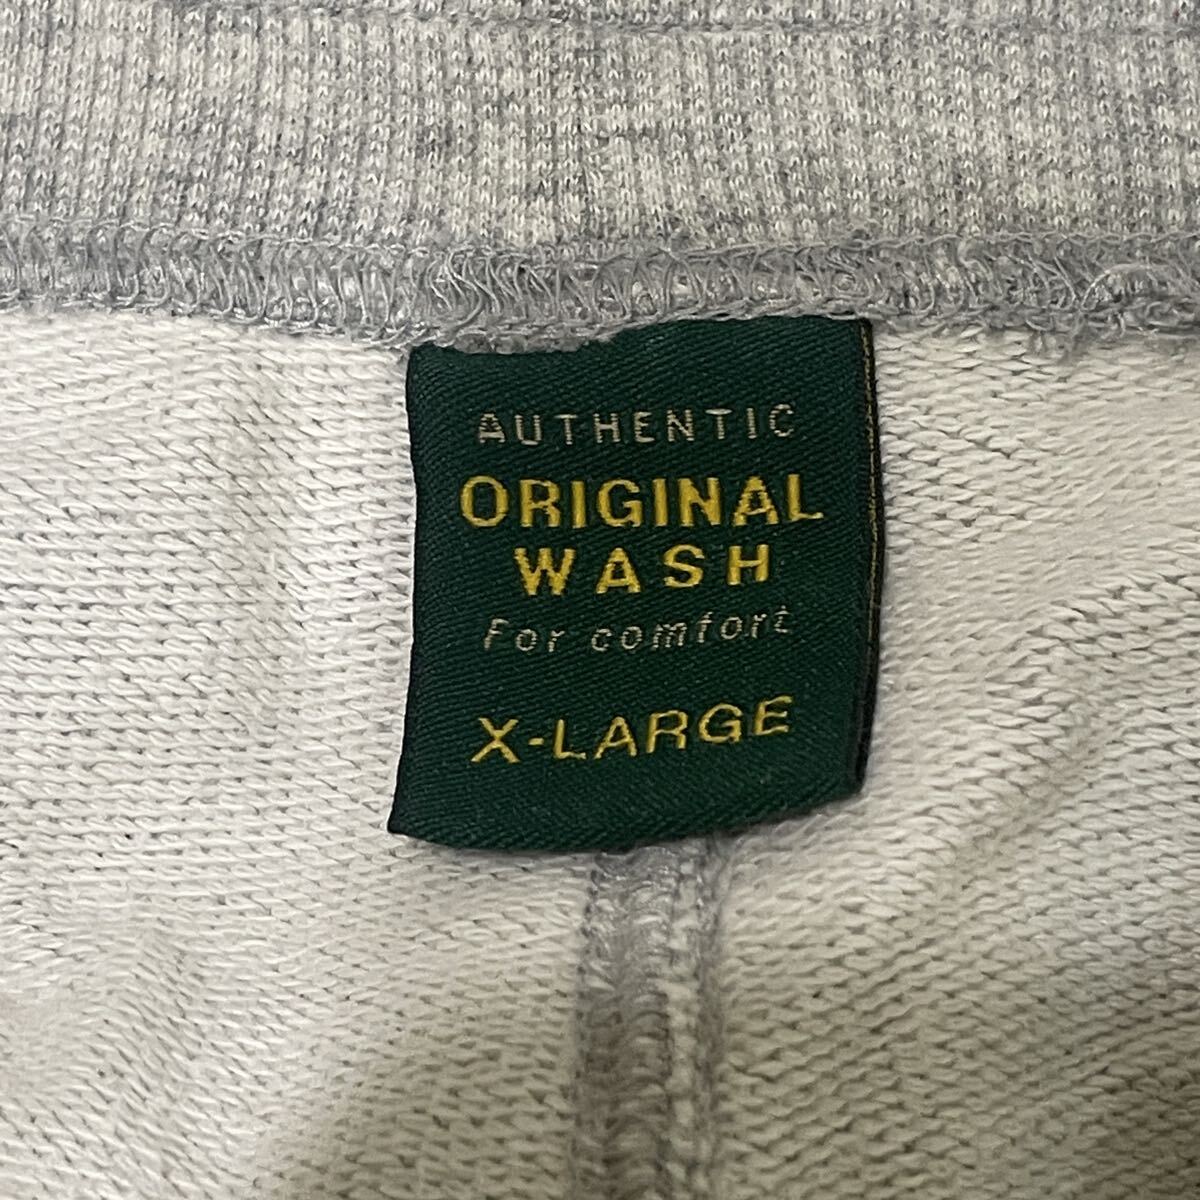 AUTHENTIC
ORIGINAL
WASH
For comfort
X-LARGE